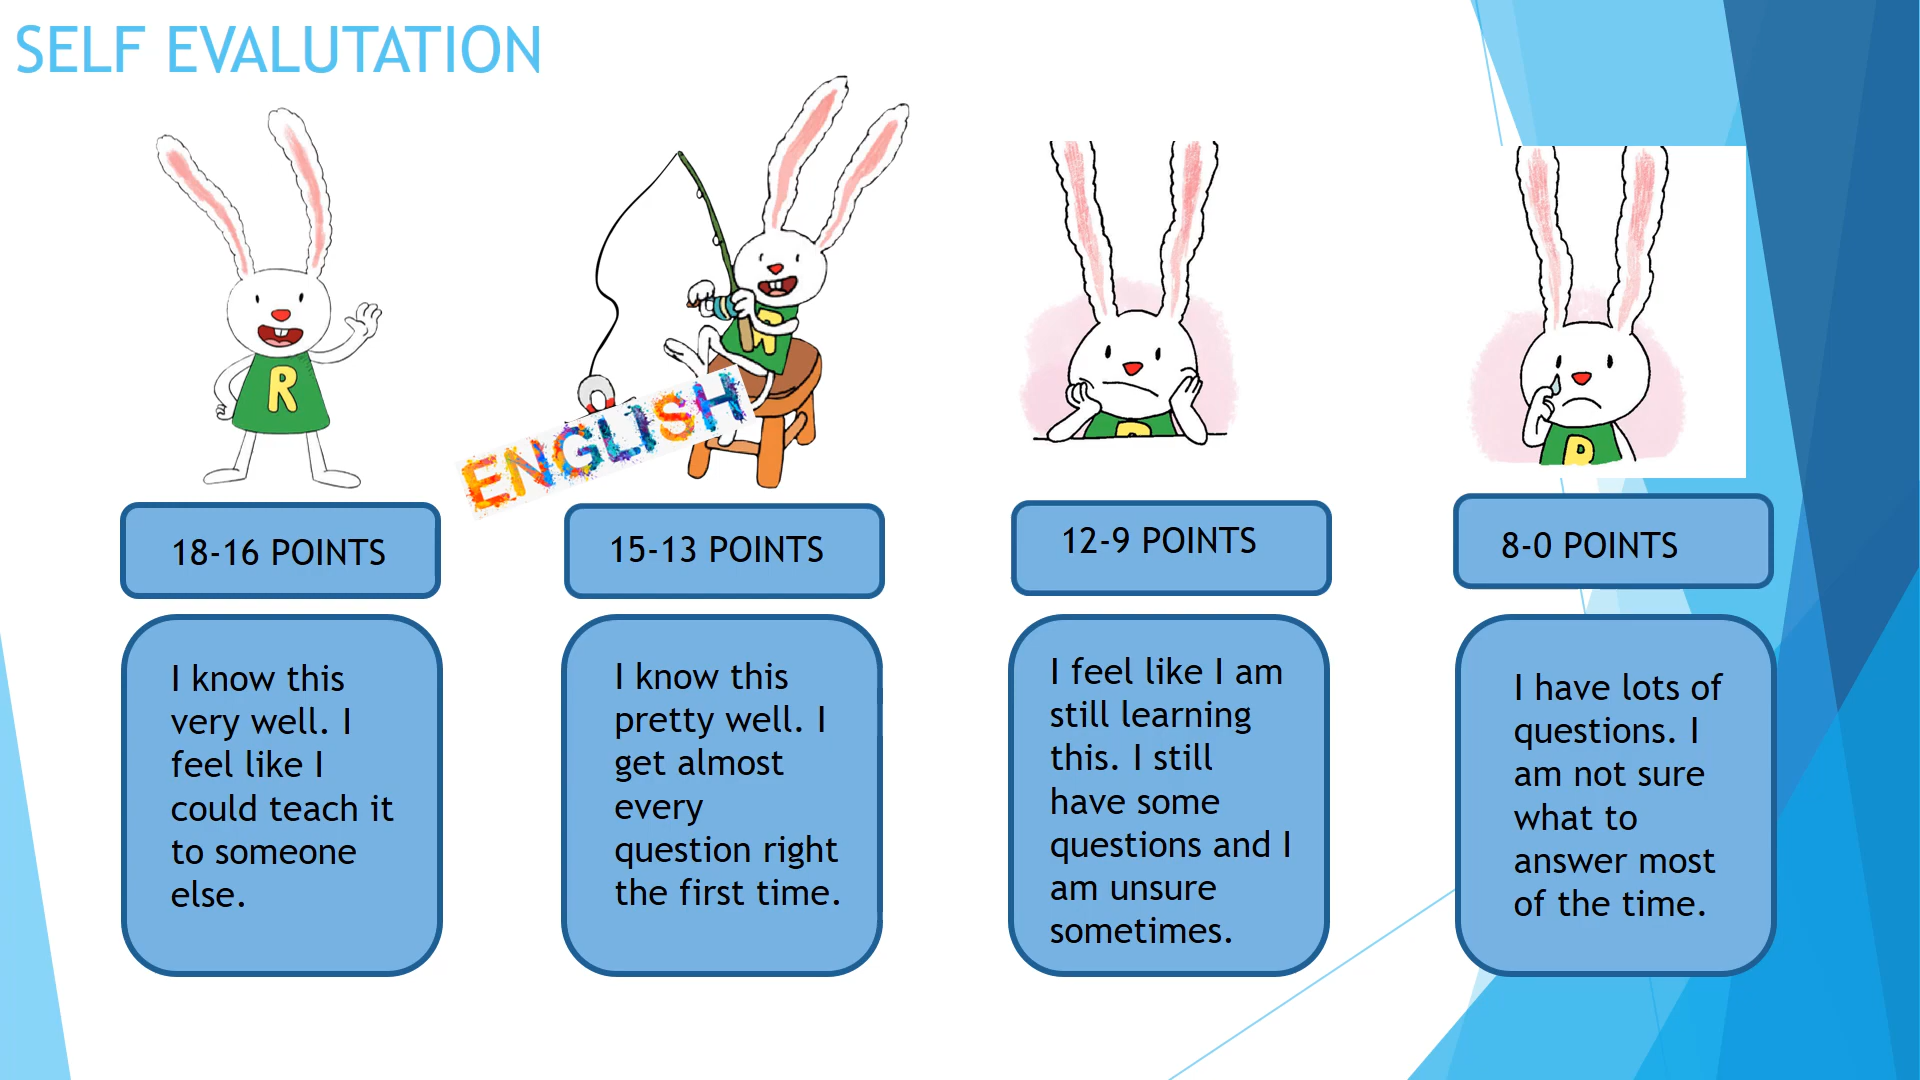 SELF EVALUTATION
R
R
ENGLISH
18-16 POINTS
15-13 POINTS
12-9 POINTS
8-0 POINTS
I know this
very well. I
feel like I
could teach it
to someone
else.
I know this
pretty well. I
get almost
every
question right
the first time.
I feel like I am
still learning
this. I still
have some
questions and I
am unsure
sometimes.
I have lots of
questions. I
am not sure
what to
answer most
of the time.